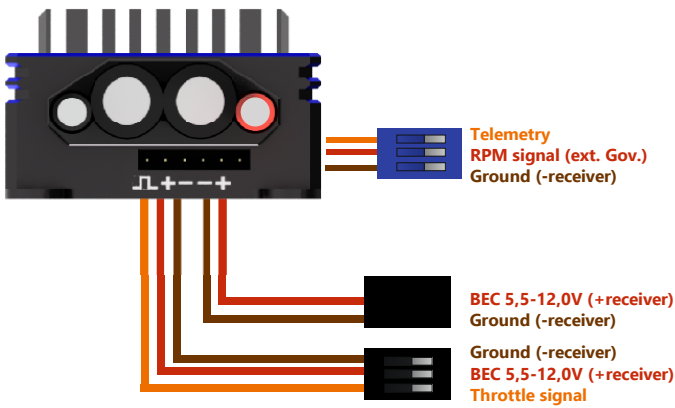 Telemetry
RPM signal (ext. Gov.)
Ground (-receiver)
+--+
BEC 5,5-12,0V (+receiver)
Ground (-receiver)
Ground (-receiver)
BEC 5,5-12,0V (+receiver)
Throttle signal